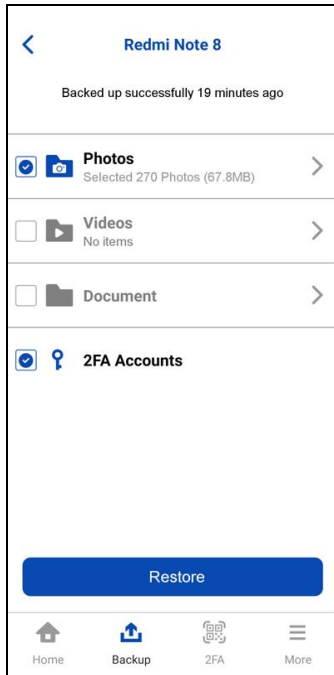 Redmi Note 8
Backed up successfully 19 minutes ago
Photos
Selected 270 Photos (67.8MB)
Videos
No items
Document
2FA Accounts
Restore
Home Backup 2FA More